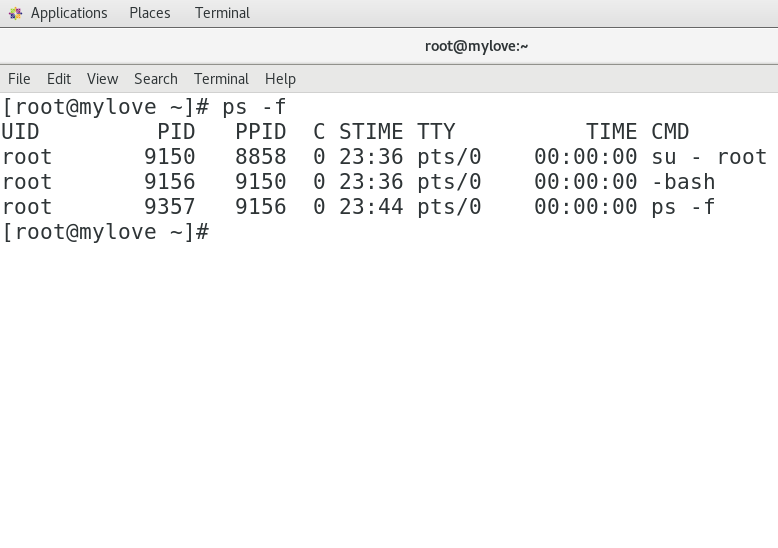 Applications Places Terminal
root@mylove:~
File Edit View Search Terminal Help
[root@mylove ~]# ps -f
UID         PID   PPID  C STIME TTY          TIME CMD
root       9150   8858  0 23:36 pts/0    00:00:00 su - root
root       9156   9150  0 23:36 pts/0    00:00:00 -bash
root       9357   9156  0 23:44 pts/0    00:00:00 ps -f
[root@mylove ~]#